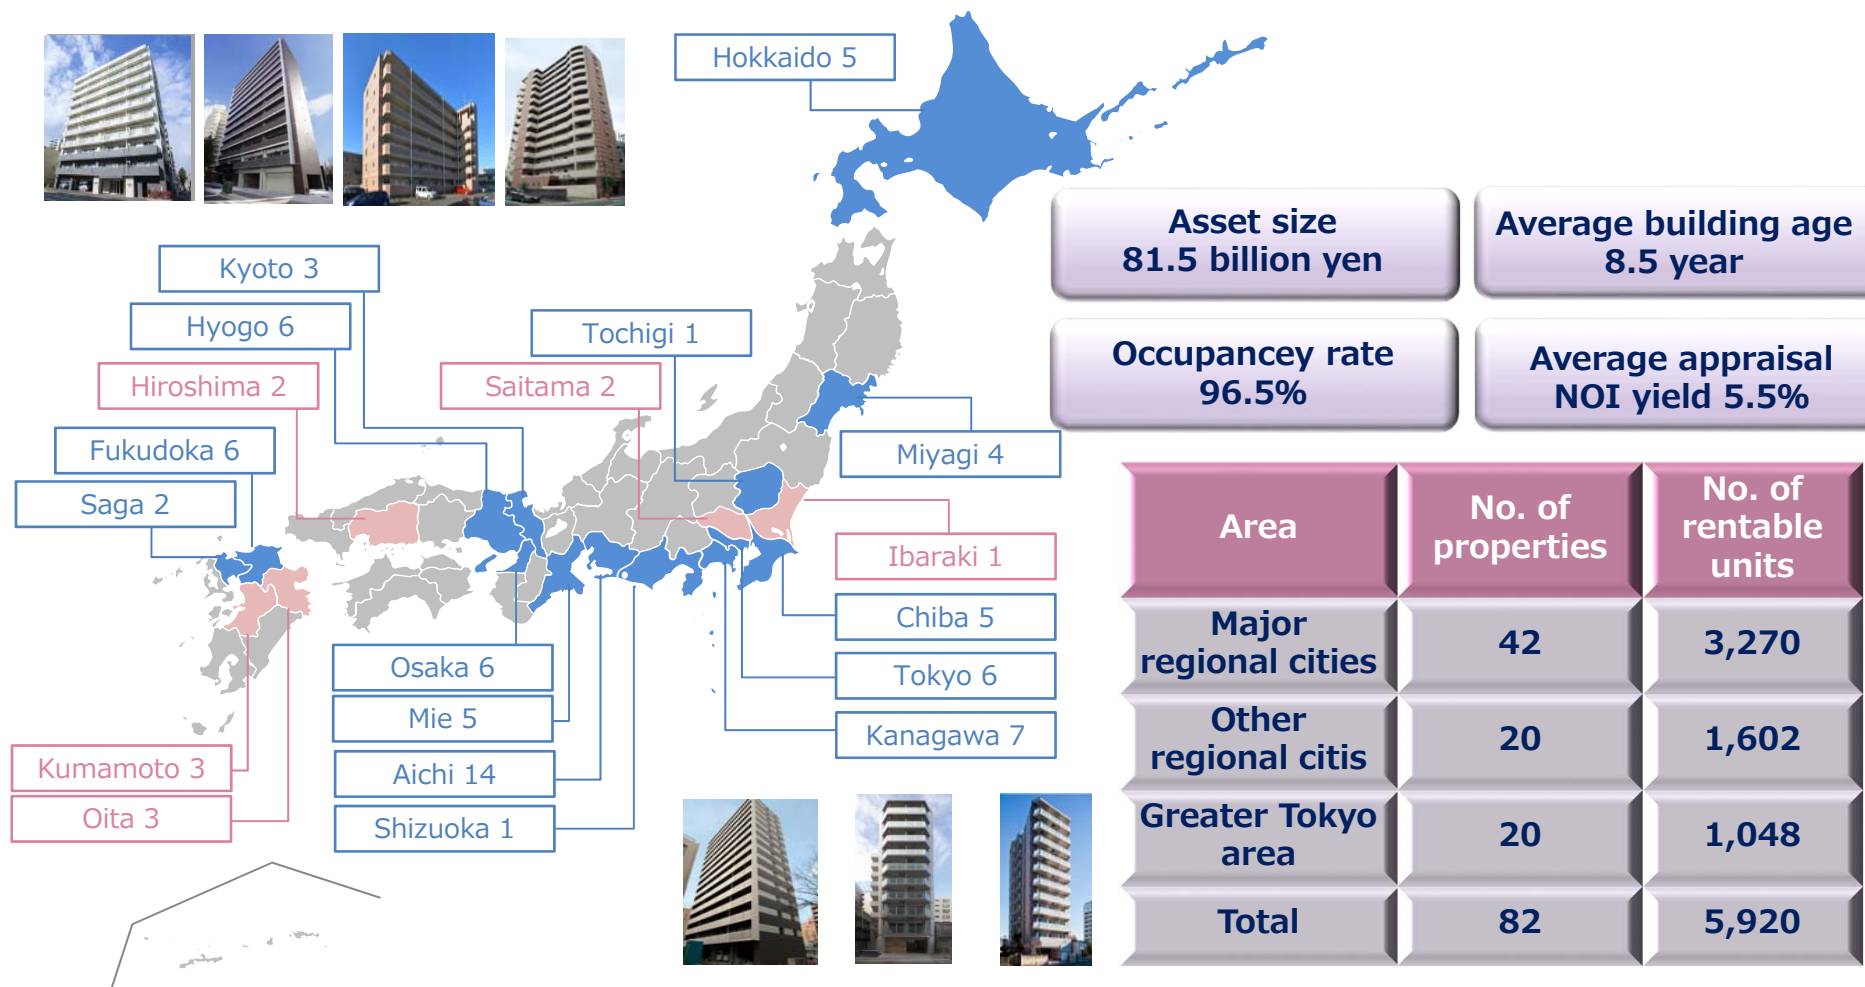 Hokkaido 5
Kyoto 3
Hyogo 6
Tochigi 1
Hiroshima 2
Saitama 2
Fukudoka 6
Saga 2
Miyagi 4
Ibaraki 1
Chiba 5
Tokyo 6
Kanagawa 7
Osaka 6
Mie 5
Aichi 14
Shizuoka 1
Kumamoto 3
Oita 3
Asset size
81.5 billion yen
Average building age
8.5 year
Occupancey rate
96.5%
Average appraisal
NOI yield 5.5%
Area
No. of
properties
No. of
rentable
units
Major
regional cities
42
3,270
Other
regional citis
20
1,602
Greater Tokyo
area
20
1,048
Total
82
5,920